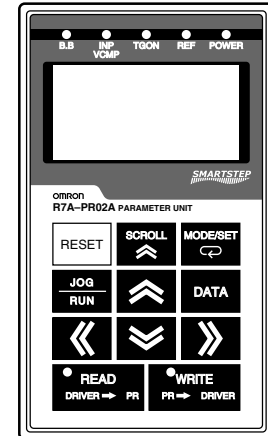 B.B INP VCMP TGON REF POWER
SMARTSTEP
omron
R7A–PR02A PARAMETER UNIT
RESET SCROLL MODE/SET
JOG RUN DATA
READ WRITE
DRIVER PR PR DRIVER